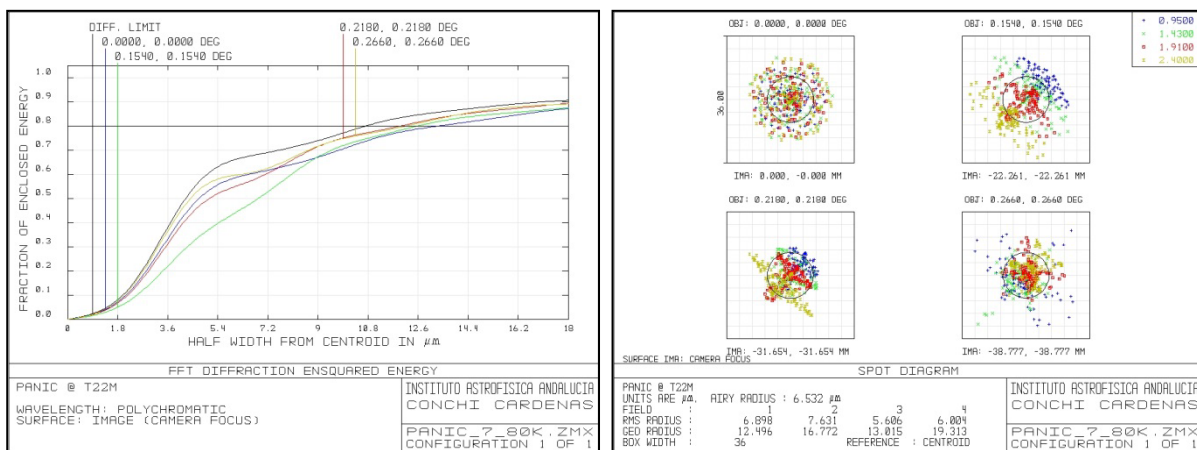 DIFF. LIMIT
0.0000, 0.0000 DEG
0.1540, 0.1540 DEG
0.2180, 0.2180 DEG
0.2660, 0.2660 DEG
FRACTION OF ENCLOSED ENERGY
1.0
0.9
0.8
0.7
0.6
0.5
0.4
0.3
0.2
0.1
0.0
0 1.8 3.6 5.4 7.2 9 10.8 12.6 14.4 16.2 18
HALF WIDTH FROM CENTROID IN µm
FFT DIFFRACTION ENSQUARED ENERGY
PANIC @ T22M
WAVELENGTH: POLYCHROMATIC
SURFACE: IMAGE (CAMERA FOCUS)
INSTITUTO ASTROFISICA ANDALUCIA
CONCHI CARDENAS
PANIC_7_80K.ZMX
CONFIGURATION 1 OF 1
OBJ: 0.0000, 0.0000 DEG
OBJ: 0.1540, 0.1540 DEG
0.9500
1.4300
1.9100
2.4000
36.00
IMA: 0.000, -0.000 MM
IMA: -22.261, -22.261 MM
OBJ: 0.2180, 0.2180 DEG
OBJ: 0.2660, 0.2660 DEG
IMA: -31.654, -31.654 MM
IMA: -38.777, -38.777 MM
SURFACE IMA: CAMERA FOCUS
SPOT DIAGRAM
PANIC @ T22M
UNITS ARE µm. AIRY RADIUS : 6.532 µm
FIELD : 1 2 3 4
RMS RADIUS : 6.898 7.631 5.606 6.004
GEO RADIUS : 12.496 16.772 13.015 19.313
BOX WIDTH : 36 REFERENCE : CENTROID
INSTITUTO ASTROFISICA ANDALUCIA
CONCHI CARDENAS
PANIC_7_80K.ZMX
CONFIGURATION 1 OF 1